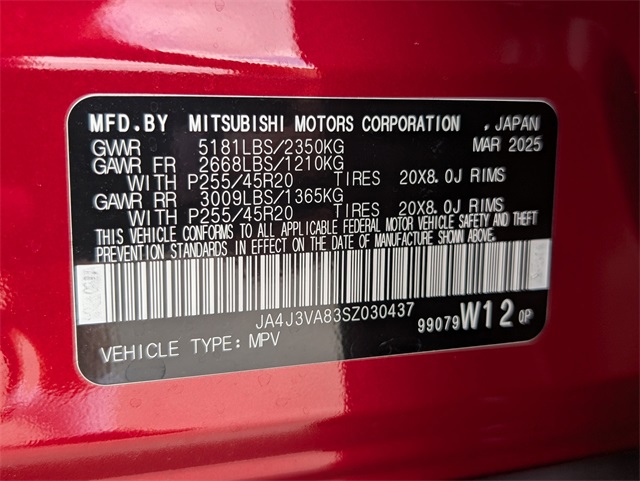 MFD.BY MITSUBISHI MOTORS CORPORATION , JAPAN
GVWR 5181LBS/2350KG MAR 2025
GAWR FR 2668LBS/1210KG
WITH P255/45R20 TIRES 20X8.0J RIMS
GAWR RR 3009LBS/1365KG
WITH P255/45R20 TIRES 20X8.0J RIMS
THIS VEHICLE CONFORMS TO ALL APPLICABLE FEDERAL MOTOR VEHICLE SAFETY AND THEFT
PREVENTION STANDARDS IN EFFECT ON THE DATE OF MANUFACTURE SHOWN ABOVE.
JA4J3VA83SZ030437
99079 W12 0P
VEHICLE TYPE: MPV